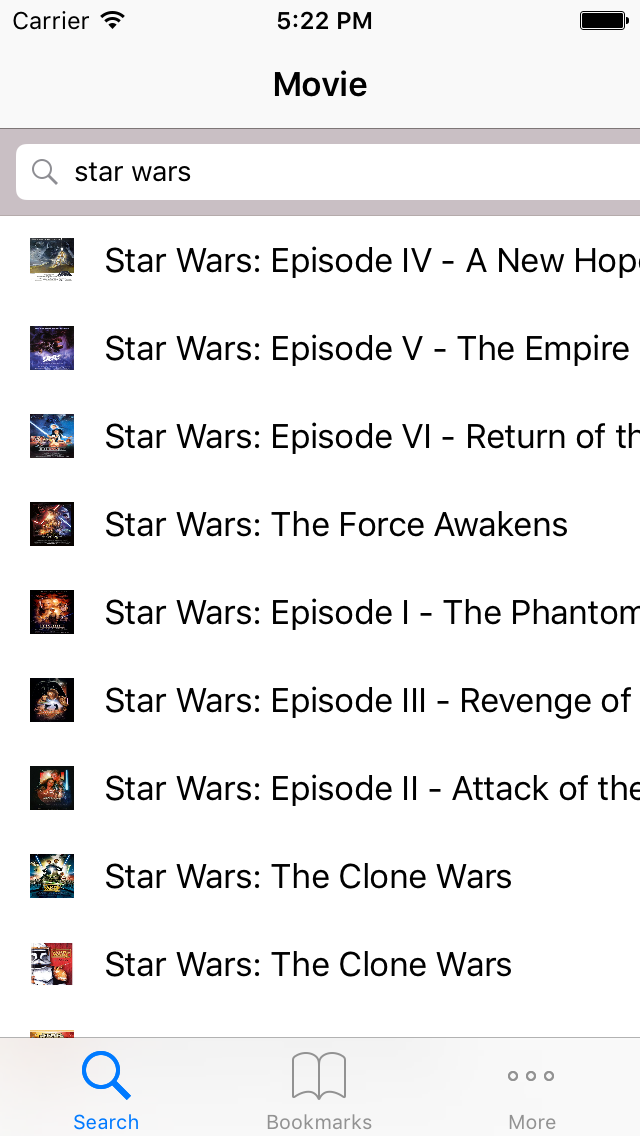 Carrier 5:22 PM
Movie
star wars
Star Wars: Episode IV - A New Hop
Star Wars: Episode V - The Empire
Star Wars: Episode VI - Return of th
Star Wars: The Force Awakens
Star Wars: Episode I - The Phantom
Star Wars: Episode III - Revenge of
Star Wars: Episode II - Attack of the
Star Wars: The Clone Wars
Star Wars: The Clone Wars
Search Bookmarks More